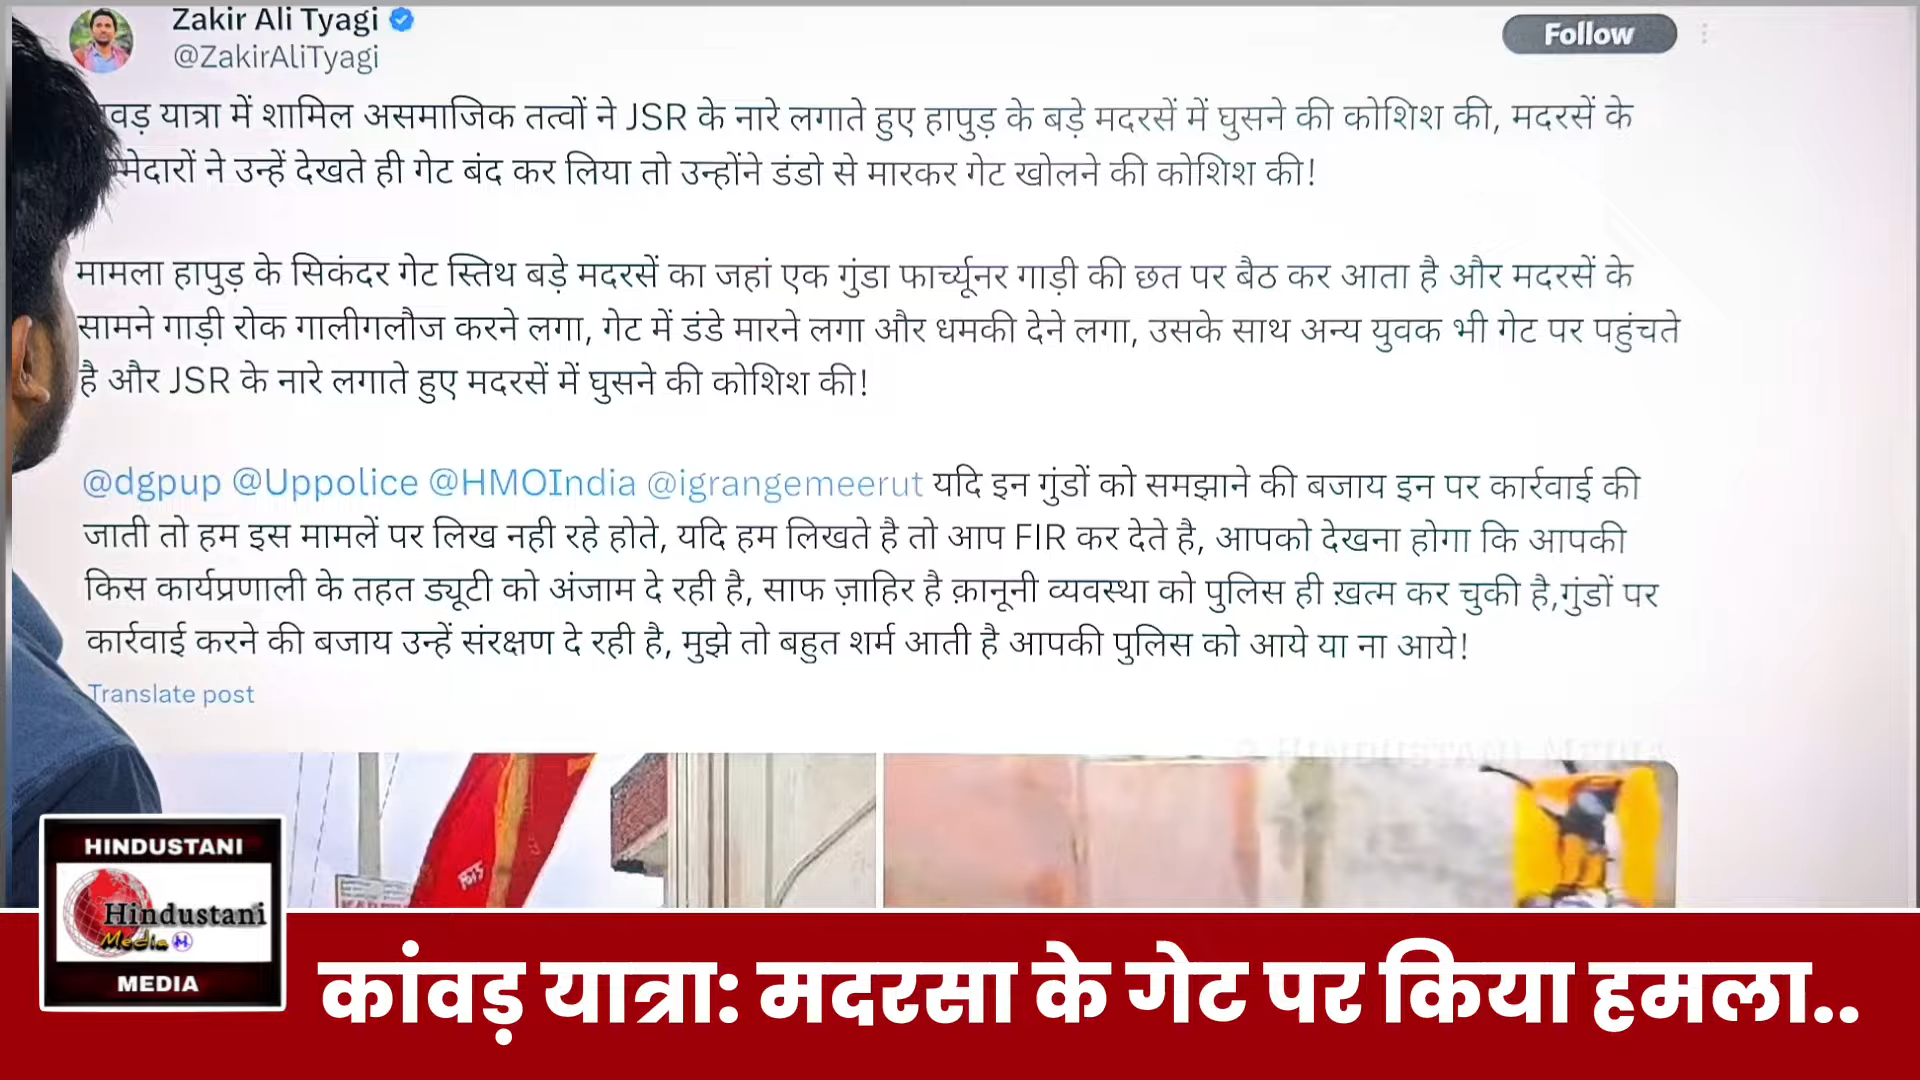 Zakir Ali Tyagi
@ZakirAliTyagi
Follow
यात्रा में शामिल असमाजिक तत्वों ने JSR के नारे लगाते हुए हापुड़ के बड़े मदरसें में घुसने की कोशिश की, मदरसें के
ने उन्हें देखते ही गेट बंद कर लिया तो उन्होंने डंडो से मारकर गेट खोलने की कोशिश की!
मामला हापुड़ के सिकंदर गेट स्तिथ बड़े मदरसें का जहां एक गुंडा फार्च्यूनर गाड़ी की छत पर बैठ कर आता है और मदरसें के
सामने गाड़ी रोक गालीगलौज करने लगा, गेट में डंडे मारने लगा और धमकी देने लगा, उसके साथ अन्य युवक भी गेट पर पहुंचते
है और JSR के नारे लगाते हुए मदरसें में घुसने की कोशिश की!
@dgpup @Uppolice @HMOIndia @igrangemeerut यदि इन गुंडों को समझाने की बजाय इन पर कार्रवाई की
जाती तो हम इस मामलें पर लिख नही रहे होते, यदि हम लिखते है तो आप FIR कर देते है, आपको देखना होगा कि आपकी
किस कार्यप्रणाली के तहत ड्यूटी को अंजाम दे रही है, साफ ज़ाहिर है क़ानूनी व्यवस्था को पुलिस ही ख़त्म कर चुकी है,गुंडों पर
कार्रवाई करने की बजाय उन्हें संरक्षण दे रही है, मुझे तो बहुत शर्म आती है आपकी पुलिस को आये या ना आये!
Translate post
HINDUSTANI MEDIA
HINDUSTANI
Hindustani
Media M
MEDIA
कांवड़ यात्रा: मदरसा के गेट पर किया हमला..